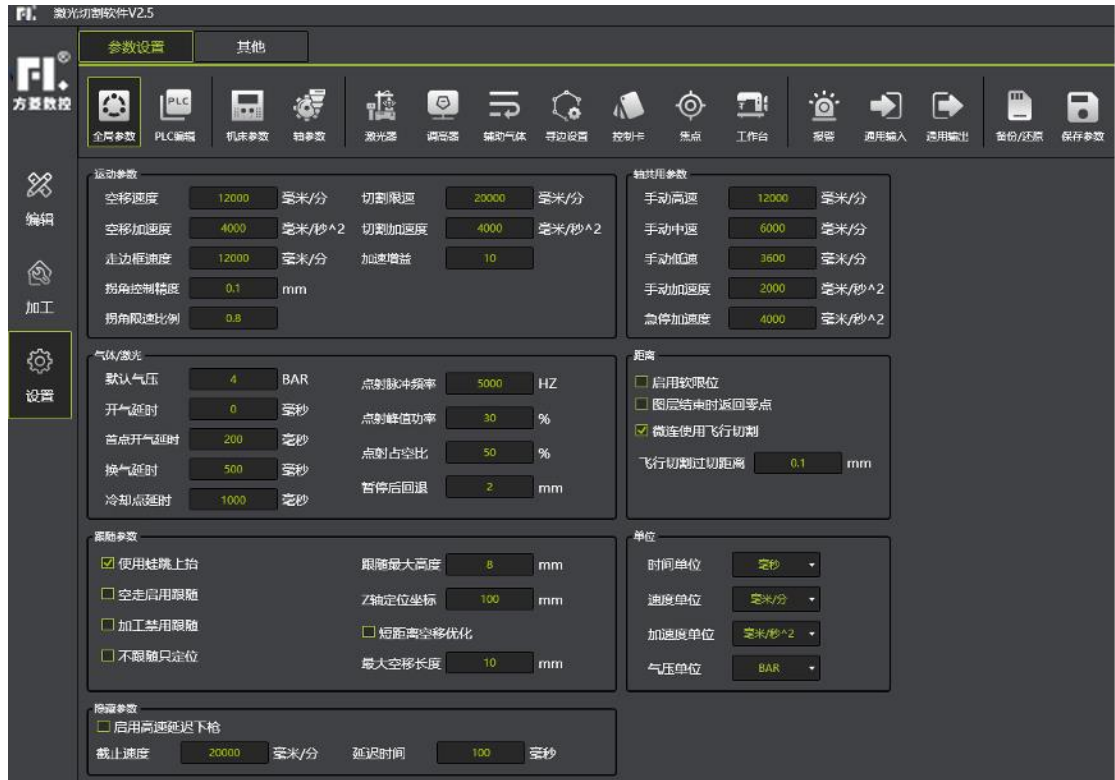 激光切割软件V2.5
方菱数控
参数设置 其他
PLC
全局参数 PLC编辑 机床参数 轴参数 激光器 调高器 辅助气体 寻边设置 控制卡 焦点 工作台 报警 通用输入 通用输出 备份/还原 保存参数
编辑
加工
设置
运动参数
空移速度 12000 毫米/分 切割限速 20000 毫米/分
空移加速度 4000 毫米/秒^2 切割加速度 4000 毫米/秒^2
走边框速度 12000 毫米/分 加速增益 10
拐角控制精度 0.1 mm
拐角限速比例 0.8
轴共用参数
手动高速 12000 毫米/分
手动中速 6000 毫米/分
手动低速 3600 毫米/分
手动加速度 2000 毫米/秒^2
急停加速度 4000 毫米/秒^2
气体/激光
默认气压 4 BAR
开气延时 0 毫秒
首点开气延时 200 毫秒
换气延时 500 毫秒
冷却点延时 1000 毫秒
点射脉冲频率 5000 HZ
点射峰值功率 30 %
点射占空比 50 %
暂停后回退 2 mm
距离
启用软限位
图层结束时返回零点
微连使用飞行切割
飞行切割过切距离 0.1 mm
跟随参数
使用蛙跳上抬
空走启用跟随
加工禁用跟随
不跟随只定位
跟随最大高度 8 mm
Z轴定位坐标 100 mm
短距离空移优化
最大空移长度 10 mm
单位
时间单位 毫秒
速度单位 毫米/分
加速度单位 毫米/秒^2
气压单位 BAR
隐藏参数
启用高速延迟下枪
截止速度 20000 毫米/分 延迟时间 100 毫秒